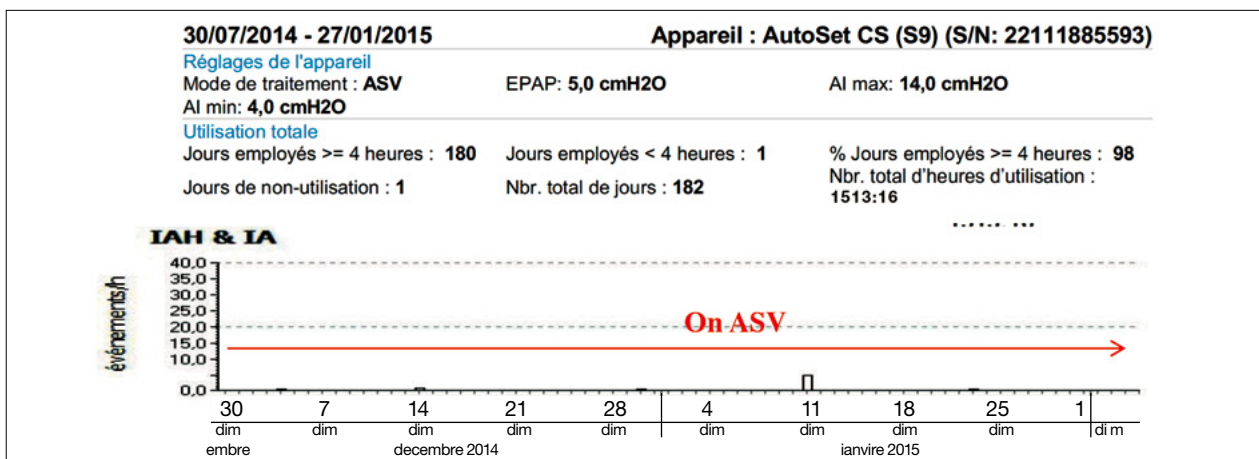 30/07/2014 - 27/01/2015 Appareil : AutoSet CS (S9) (S/N: 22111885593)
Réglages de l'appareil
Mode de traitement : ASV EPAP: 5,0 cmH2O AI max: 14,0 cmH2O
AI min: 4,0 cmH2O
Utilisation totale
Jours employés >= 4 heures : 180 Jours employés < 4 heures : 1 % Jours employés >= 4 heures : 98
Jours de non-utilisation : 1 Nbr. total de jours : 182 Nbr. total d'heures d'utilisation :
1513:16
IAH & IA
événements/h
40,0
35,0
30,0
25,0
20,0
15,0
10,0
0,0
On ASV
30 7 14 21 28 4 11 18 25 1
dim dim dim dim dim dim dim dim dim dim
embre decembre 2014 ianvire 2015